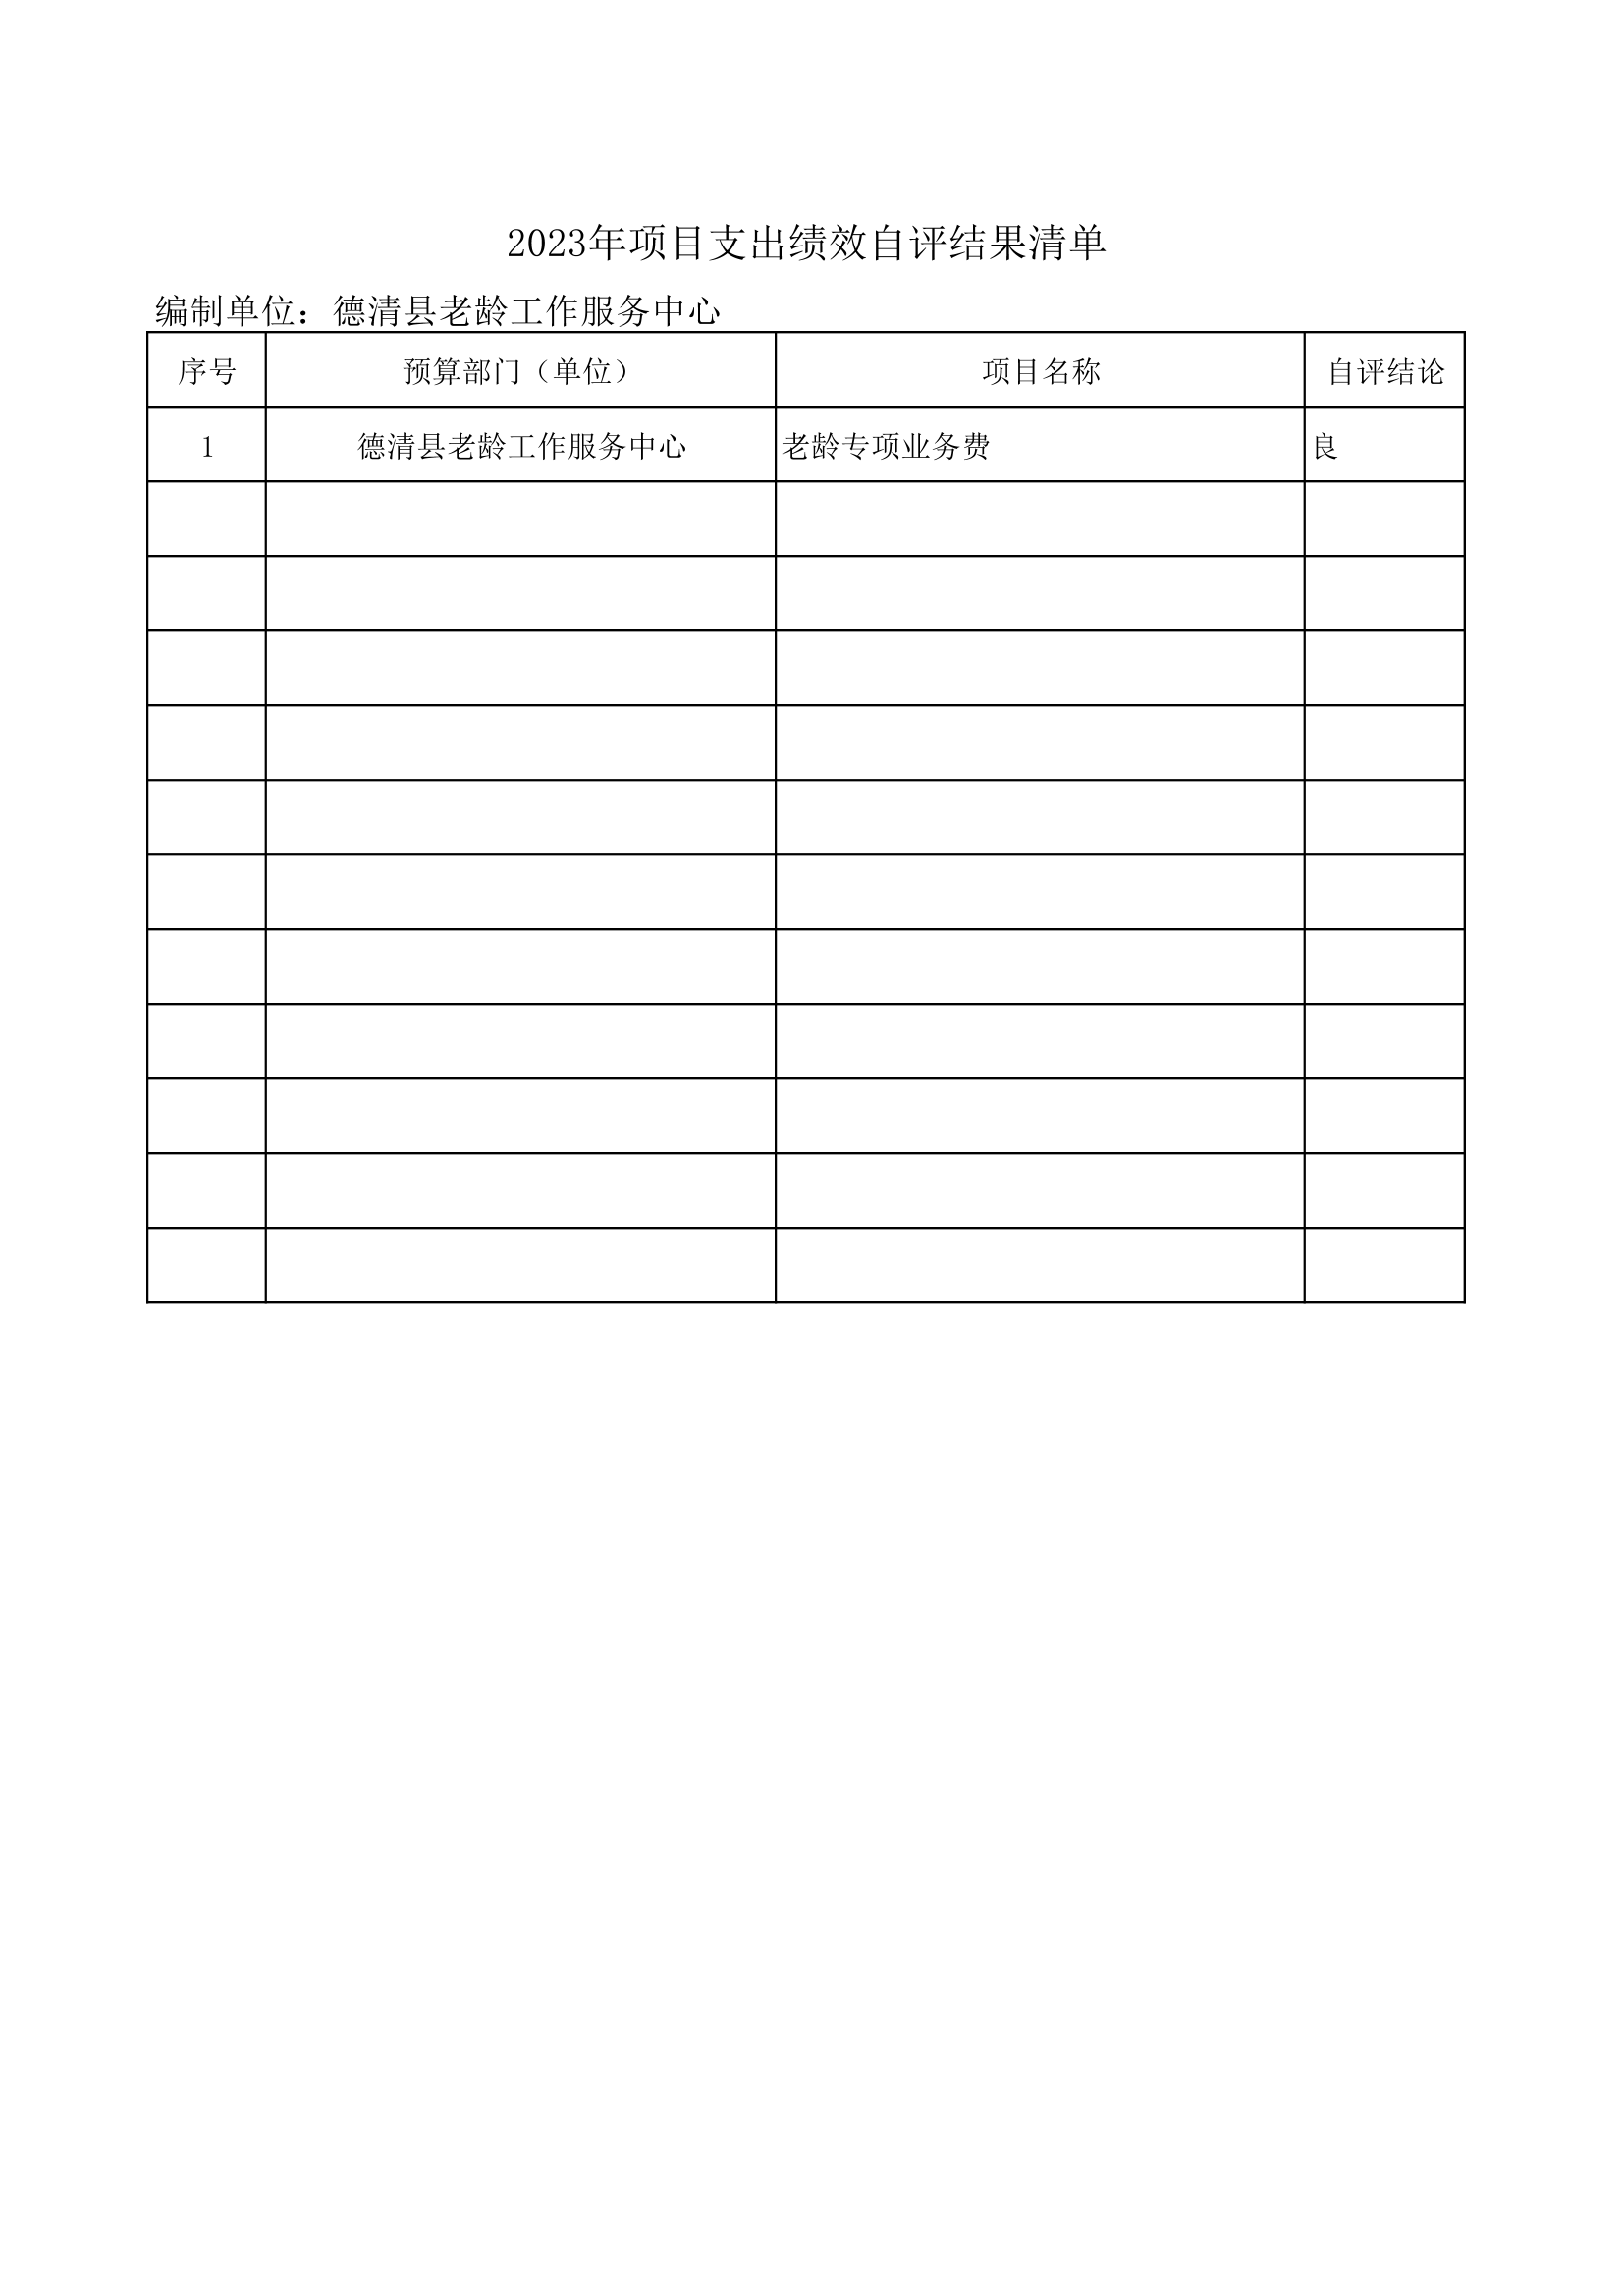 2023年项目支出绩效自评结果清单
编制单位：德清县老龄工作服务中心
序号 预算部门（单位） 项目名称 自评结论
1 德清县老龄工作服务中心 老龄专项业务费 良